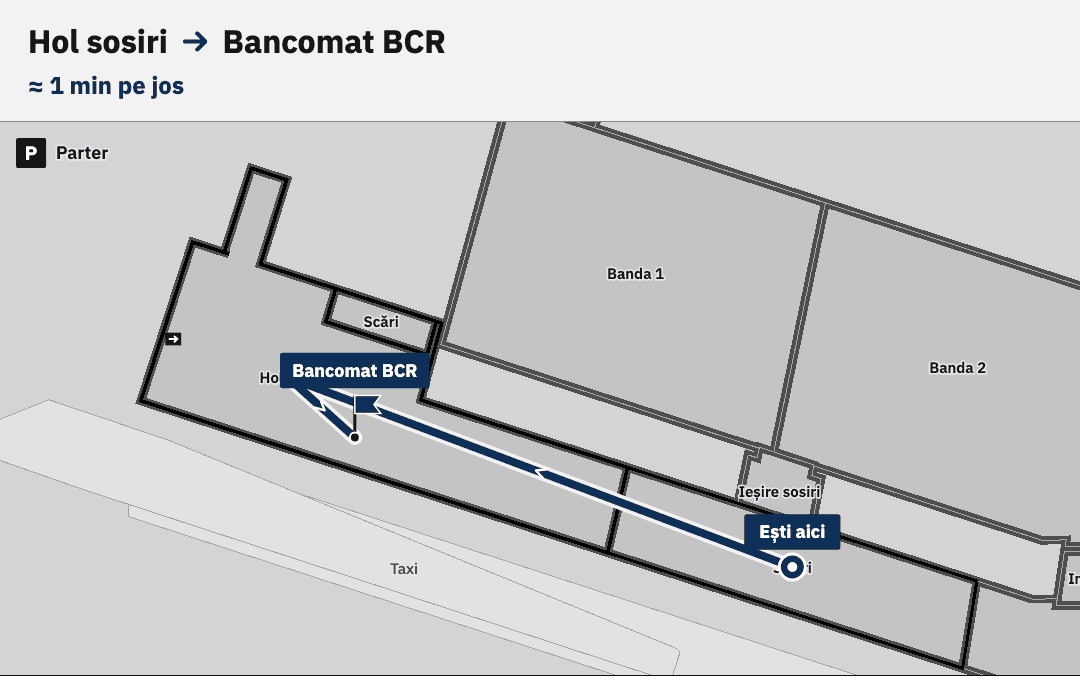 Hol sosiri → Bancomat BCR
≈ 1 min pe jos
P Parter
Banda 1
Scări
Banda 2
Bancomat BCR
Ieșire sosiri
Ești aici
Taxi